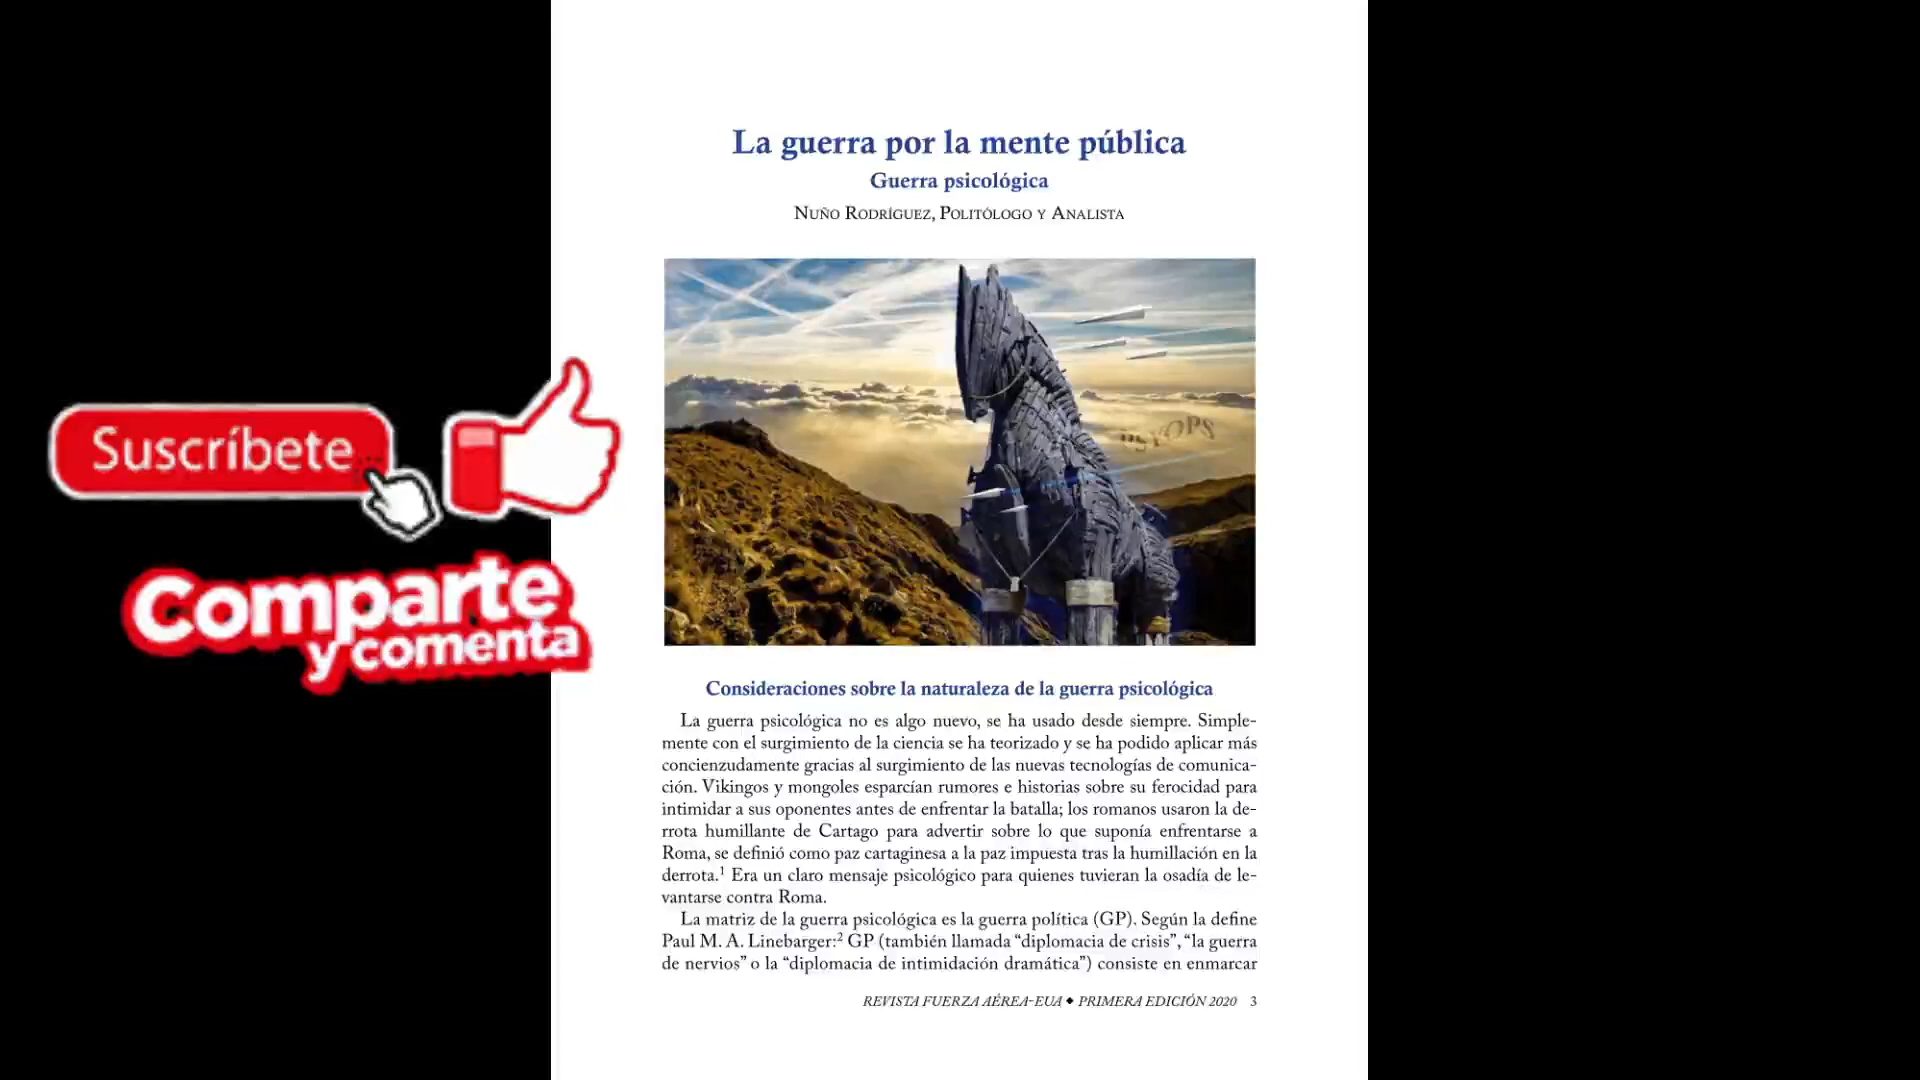 La guerra por la mente pública
Guerra psicológica
Nuño Rodríguez, Politólogo y Analista
PSYOPS
Suscríbete
Comparte
y comenta
Consideraciones sobre la naturaleza de la guerra psicológica
La guerra psicológica no es algo nuevo, se ha usado desde siempre. Simple-
mente con el surgimiento de la ciencia se ha teorizado y se ha podido aplicar más
concienzudamente gracias al surgimiento de las nuevas tecnologías de comunica-
ción. Vikingos y mongoles esparcían rumores e historias sobre su ferocidad para
intimidar a sus oponentes antes de enfrentar la batalla; los romanos usaron la de-
rrota humillante de Cartago para advertir sobre lo que suponía enfrentarse a
Roma, se definió como paz cartaginesa a la paz impuesta tras la humillación en la
derrota.¹ Era un claro mensaje psicológico para quienes tuvieran la osadía de le-
vantarse contra Roma.
La matriz de la guerra psicológica es la guerra política (GP). Según la define
Paul M. A. Linebarger:² GP (también llamada “diplomacia de crisis”, “la guerra
de nervios” o la “diplomacia de intimidación dramática”) consiste en enmarcar
REVISTA FUERZA AÉREA-EUA ◆ PRIMERA EDICIÓN 2020 3